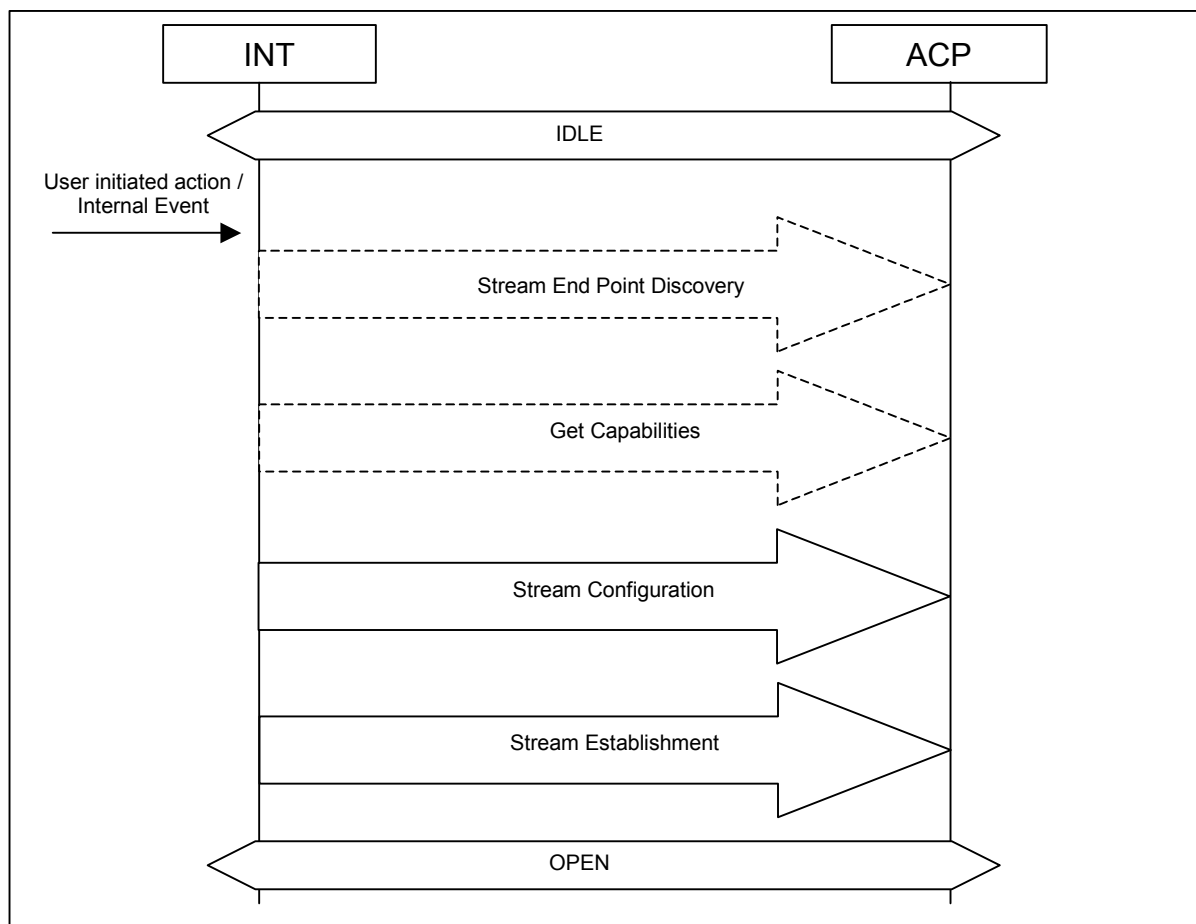 INT
ACP
IDLE
User initiated action /
Internal Event
Stream End Point Discovery
Get Capabilities
Stream Configuration
Stream Establishment
OPEN